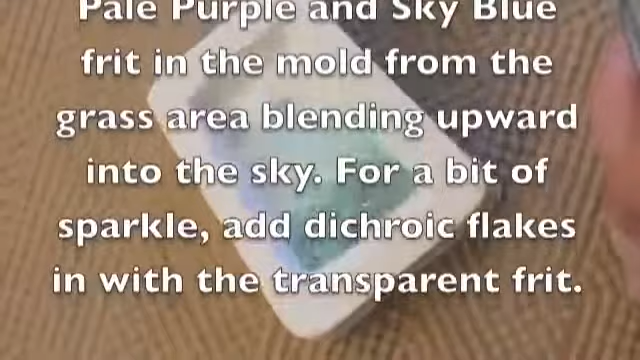 Pale Purple and Sky Blue
frit in the mold from the
grass area blending upward
into the sky. For a bit of
sparkle, add dichroic flakes
in with the transparent frit.